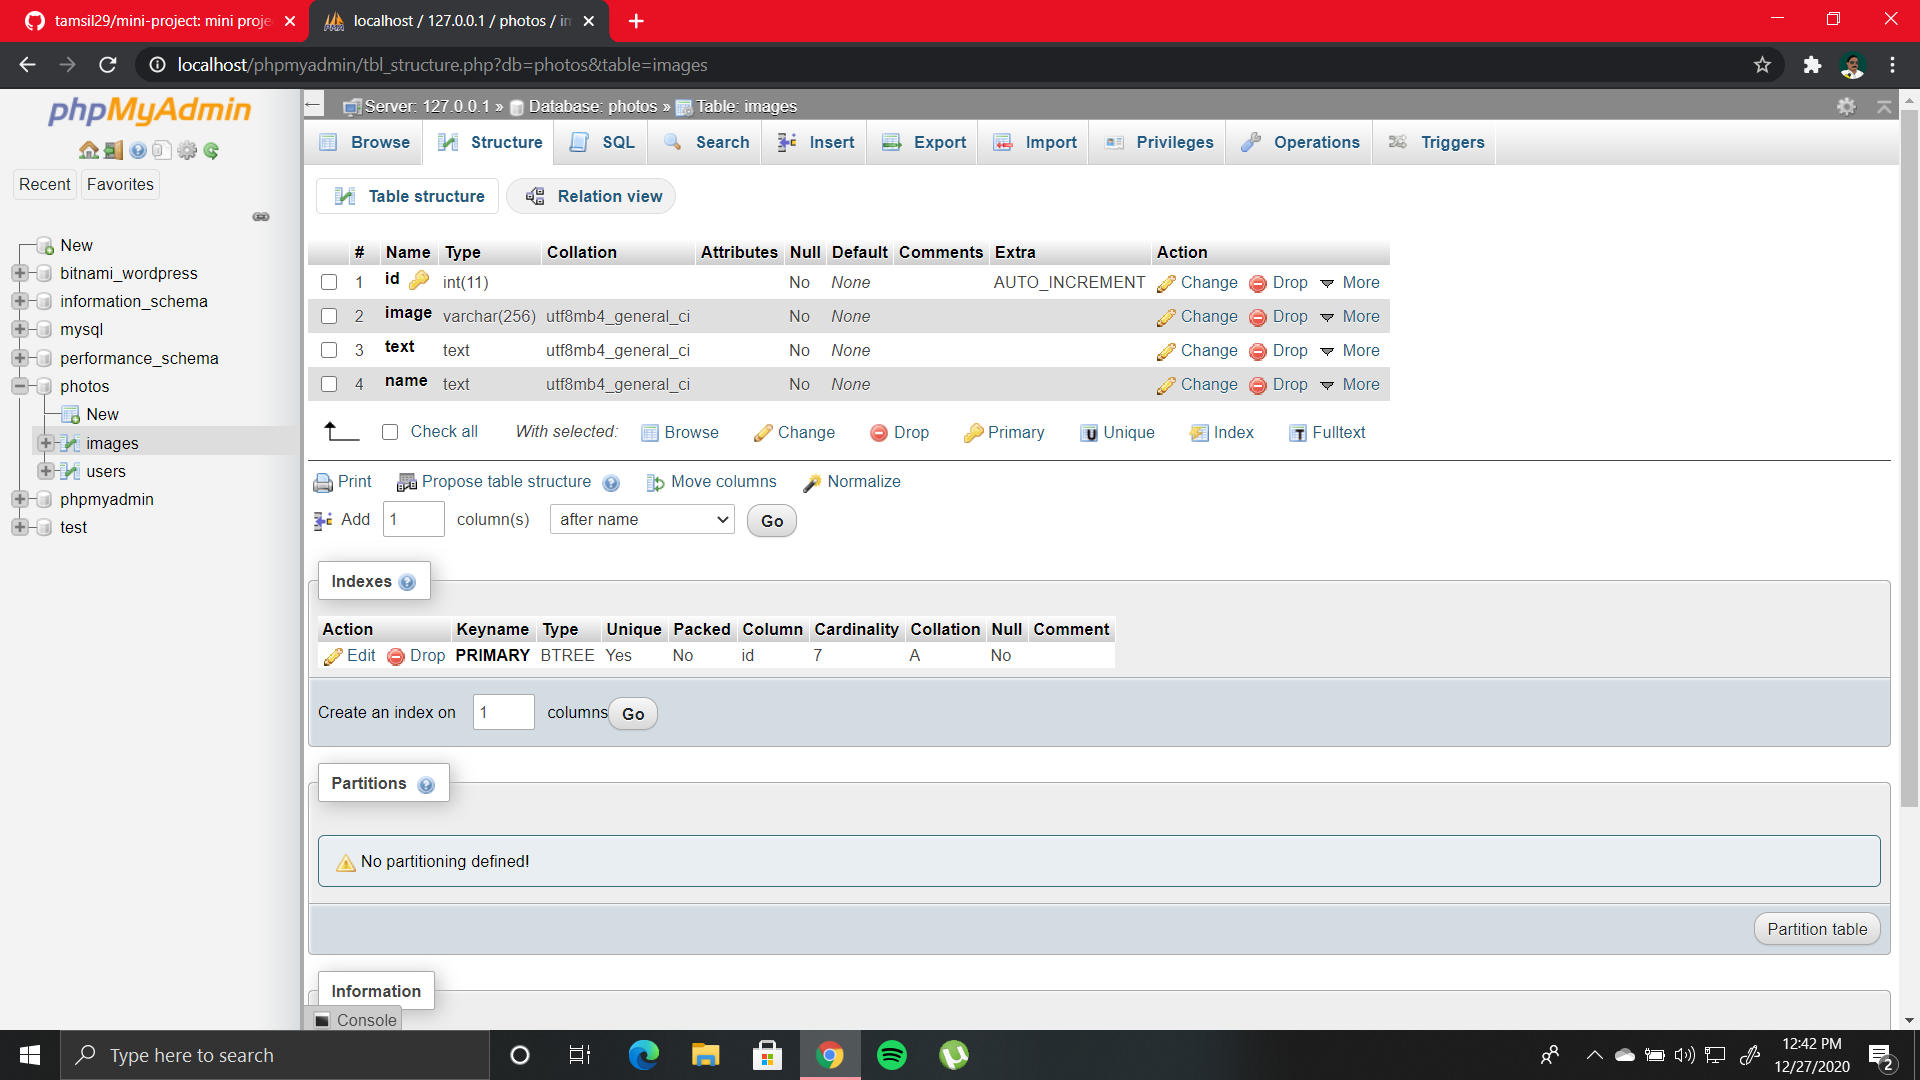 tamsil29/mini-project: mini proje
localhost / 127.0.0.1 / photos / im
localhost/phpmyadmin/tbl_structure.php?db=photos&table=images
phpMyAdmin
Recent Favorites
New
bitnami_wordpress
information_schema
mysql
performance_schema
photos
New
images
users
phpmyadmin
test
Server: 127.0.0.1 » Database: photos » Table: images
Browse Structure SQL Search Insert Export Import Privileges Operations Triggers
Table structure Relation view
# Name Type Collation Attributes Null Default Comments Extra Action
1 id int(11) No None AUTO_INCREMENT Change Drop More
2 image varchar(256) utf8mb4_general_ci No None Change Drop More
3 text text utf8mb4_general_ci No None Change Drop More
4 name text utf8mb4_general_ci No None Change Drop More
Check all With selected: Browse Change Drop Primary Unique Index Fulltext
Print Propose table structure Move columns Normalize
Add 1 column(s) after name Go
Indexes
Action Keyname Type Unique Packed Column Cardinality Collation Null Comment
Edit Drop PRIMARY BTREE Yes No id 7 A No
Create an index on 1 columns Go
Partitions
No partitioning defined!
Partition table
Information
Console
Type here to search
12:42 PM
12/27/2020
2